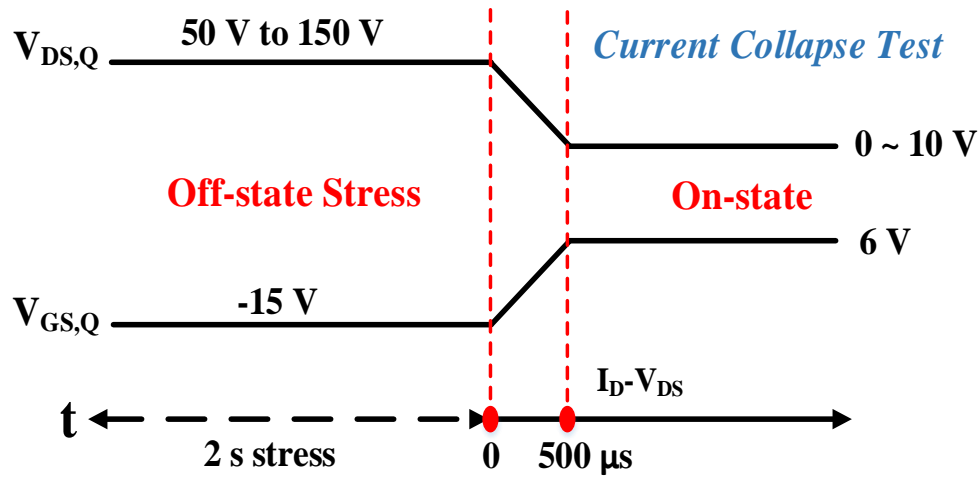 50 V to 150 V
Current Collapse Test
V_DS,Q
0 ~ 10 V
Off-state Stress
On-state
6 V
-15 V
V_GS,Q
I_D-V_DS
t
2 s stress
0
500 μs